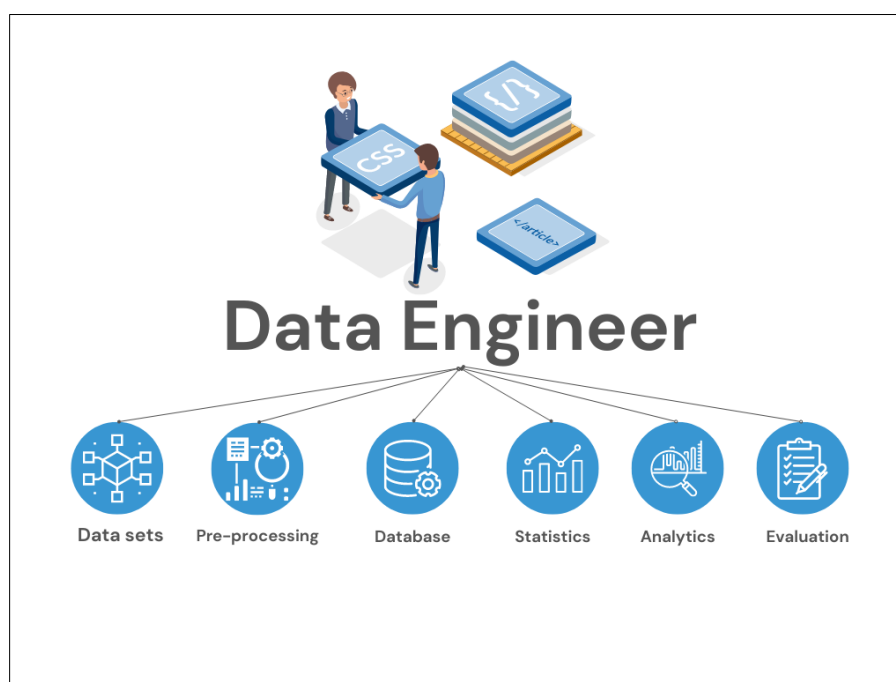 {/}
CSS
</article>
Data Engineer
Data sets
Pre-processing
Database
Statistics
Analytics
Evaluation